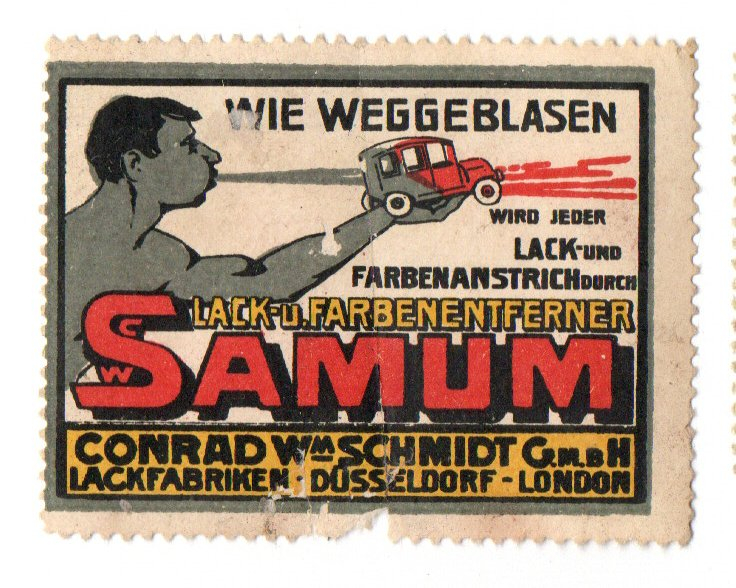 WIE WEGGEBLASEN
WIRD JEDER
LACK-UND
FARBENANSTRICH DURCH
LACK-U. FARBENENTFERNER
SAMUM
C
W
CONRAD WM SCHMIDT G.M.B.H
LACKFABRIKEN · DÜSSELDORF - LONDON